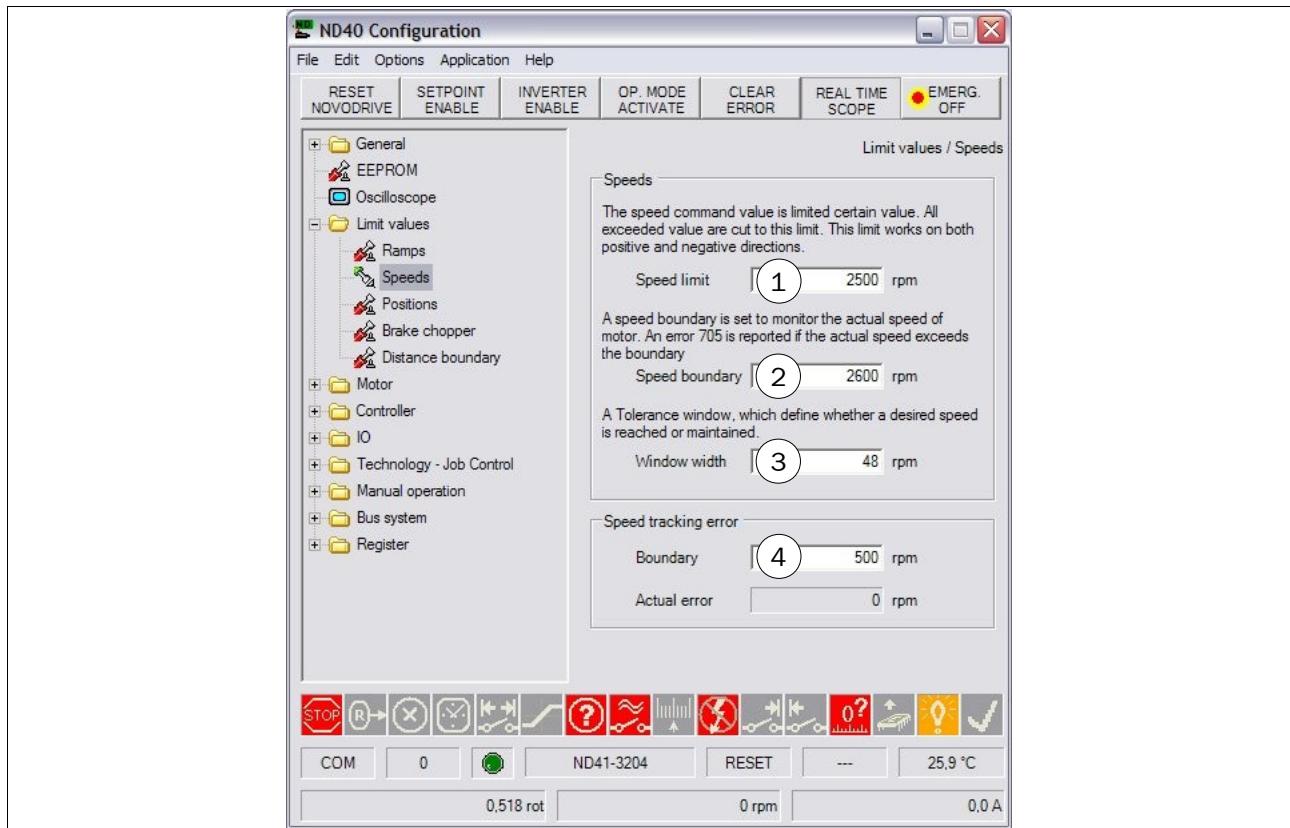 ND
ND40 Configuration
File Edit Options Application Help
RESET NOVODRIVE
SETPOINT ENABLE
INVERTER ENABLE
OP. MODE ACTIVATE
CLEAR ERROR
REAL TIME SCOPE
EMERG. OFF
General
EEPROM
Oscilloscope
Limit values
Ramps
Speeds
Positions
Brake chopper
Distance boundary
Motor
Controller
IO
Technology - Job Control
Manual operation
Bus system
Register
Limit values / Speeds
Speeds
The speed command value is limited certain value. All
exceeded value are cut to this limit. This limit works on both
positive and negative directions.
Speed limit 1 2500 rpm
A speed boundary is set to monitor the actual speed of
motor. An error 705 is reported if the actual speed exceeds
the boundary
Speed boundary 2 2600 rpm
A Tolerance window, which define whether a desired speed
is reached or maintained.
Window width 3 48 rpm
Speed tracking error
Boundary 4 500 rpm
Actual error 0 rpm
STOP R ? 0?
COM 0 ND41-3204 RESET --- 25,9 °C
0,518 rot 0 rpm 0,0 A